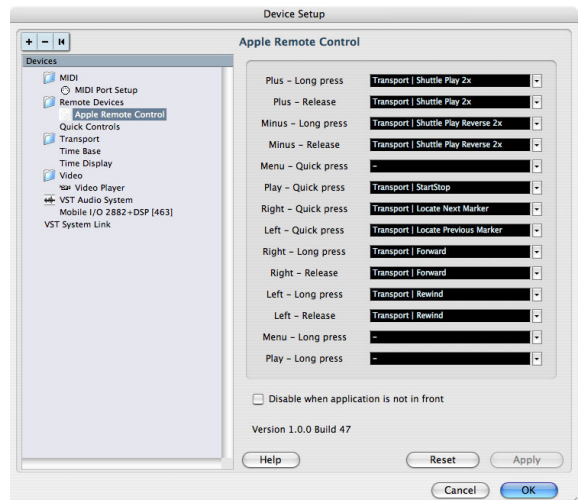 Device Setup
+ -
Devices
MIDI
MIDI Port Setup
Remote Devices
Apple Remote Control
Quick Controls
Transport
Time Base
Time Display
Video
Video Player
VST Audio System
Mobile I/O 2882+DSP [463]
VST System Link
Apple Remote Control
Plus – Long press Transport | Shuttle Play 2x
Plus – Release Transport | Shuttle Play 2x
Minus – Long press Transport | Shuttle Play Reverse 2x
Minus – Release Transport | Shuttle Play Reverse 2x
Menu – Quick press –
Play – Quick press Transport | StartStop
Right – Quick press Transport | Locate Next Marker
Left – Quick press Transport | Locate Previous Marker
Right – Long press Transport | Forward
Right – Release Transport | Forward
Left – Long press Transport | Rewind
Left – Release Transport | Rewind
Menu – Long press –
Play – Long press –
Disable when application is not in front
Version 1.0.0 Build 47
Help Reset Apply
Cancel OK